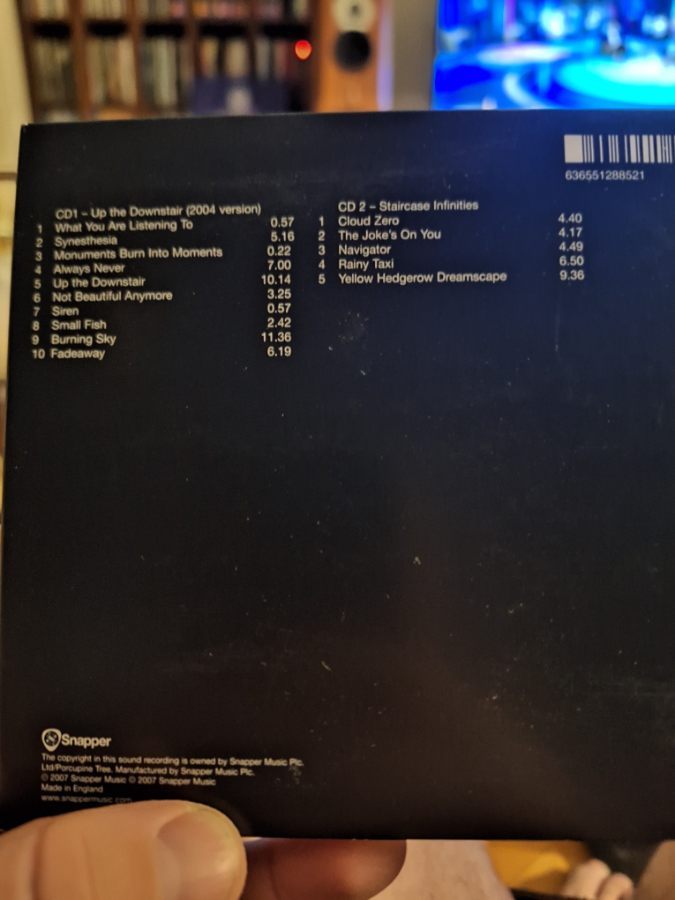 636551288521
CD1 – Up the Downstair (2004 version)
1 What You Are Listening To 0.57
2 Synesthesia 5.16
3 Monuments Burn Into Moments 0.22
4 Always Never 7.00
5 Up the Downstair 10.14
6 Not Beautiful Anymore 3.25
7 Siren 0.57
8 Small Fish 2.42
9 Burning Sky 11.36
10 Fadeaway 6.19
CD 2 – Staircase Infinities
1 Cloud Zero 4.40
2 The Joke's On You 4.17
3 Navigator 4.49
4 Rainy Taxi 6.50
5 Yellow Hedgerow Dreamscape 9.36
Snapper
The copyright in this sound recording is owned by Snapper Music Plc.
Ltd/Porcupine Tree. Manufactured by Snapper Music Plc.
℗ 2007 Snapper Music © 2007 Snapper Music
Made in England
www.snappermusic.com